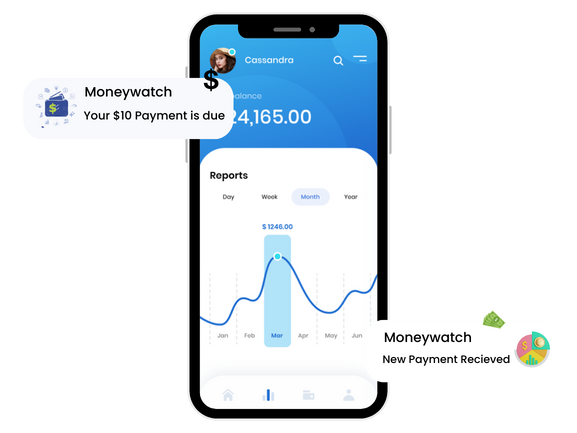 Cassandra
$
Moneywatch
Your $10 Payment is due
balance
24,165.00
Reports
Day Week Month Year
$ 1246.00
Jan Feb Mar Apr May Jun
Moneywatch
New Payment Recieved